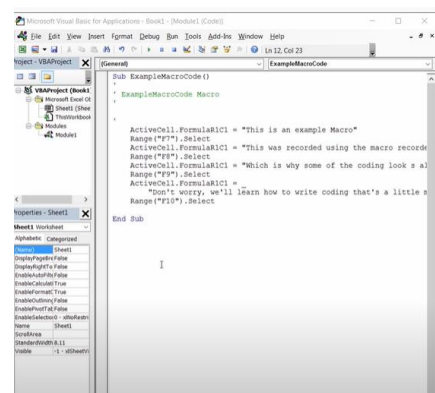 Microsoft Visual Basic for Applications - Book1 - [Module1 (Code)]
File Edit View Insert Format Debug Run Tools Add-Ins Window Help
Ln 12, Col 23
Project - VBAProject
(General)
ExampleMacroCode
VBAProject (Book1
Microsoft Excel Ob
Sheet1 (Shee
ThisWorkbook
Modules
Module1
Sub ExampleMacroCode()
'
' ExampleMacroCode Macro
'
'
ActiveCell.FormulaR1C1 = "This is an example Macro"
Range("F7").Select
ActiveCell.FormulaR1C1 = "This was recorded using the macro recorde
Range("F8").Select
ActiveCell.FormulaR1C1 = "Which is why some of the coding look s al
Range("F9").Select
ActiveCell.FormulaR1C1 = _
"Don't worry, we'll learn how to write coding that's a little s
Range("F10").Select
End Sub
Properties - Sheet1
Sheet1 Worksheet
Alphabetic Categorized
(Name) Sheet1
DisplayPageBre False
DisplayRightTo False
EnableAutoFilte False
EnableCalculati True
EnableFormatC True
EnableOutlining False
EnablePivotTab False
EnableSelection 0 - xlNoRestri
Name Sheet1
ScrollArea
StandardWidth 8.11
Visible -1 - xlSheetVi